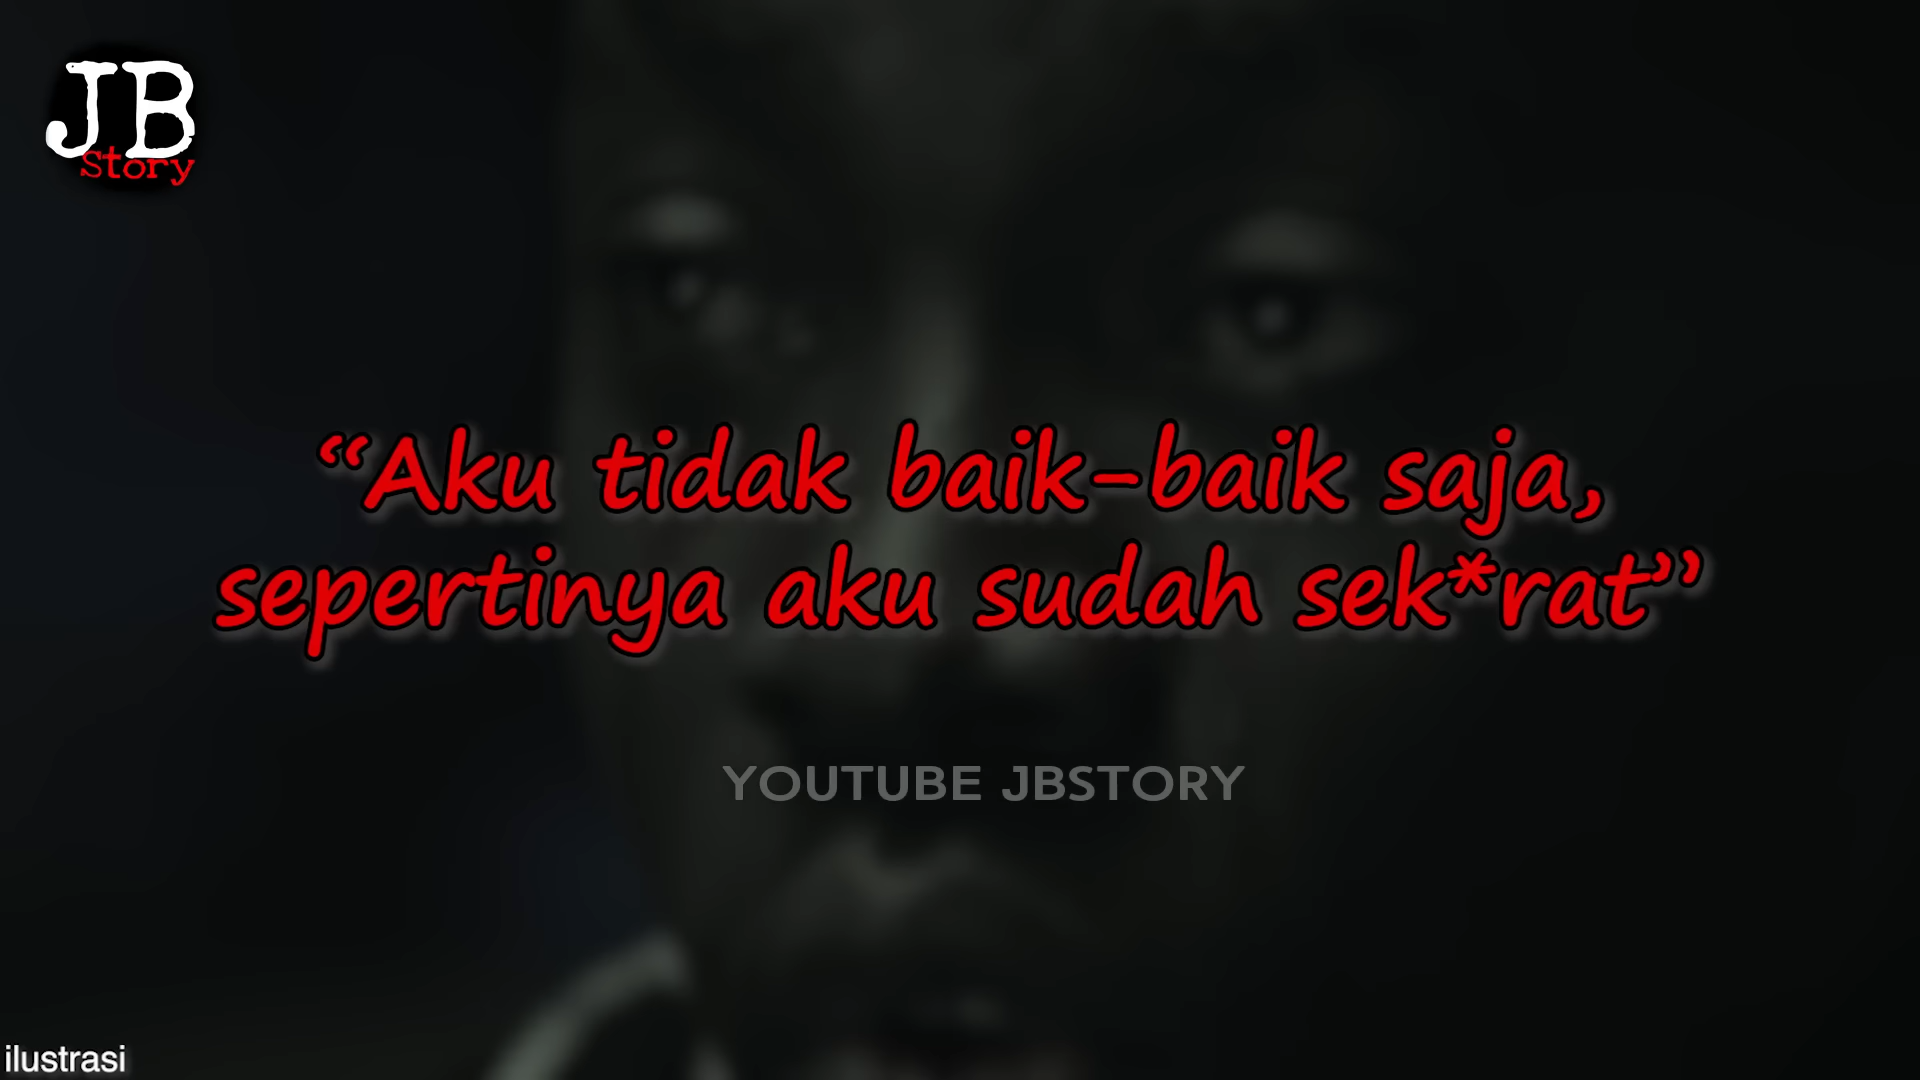 JB
Story
“Aku tidak baik-baik saja,
sepertinya aku sudah sek*rat”
YOUTUBE JBSTORY
ilustrasi